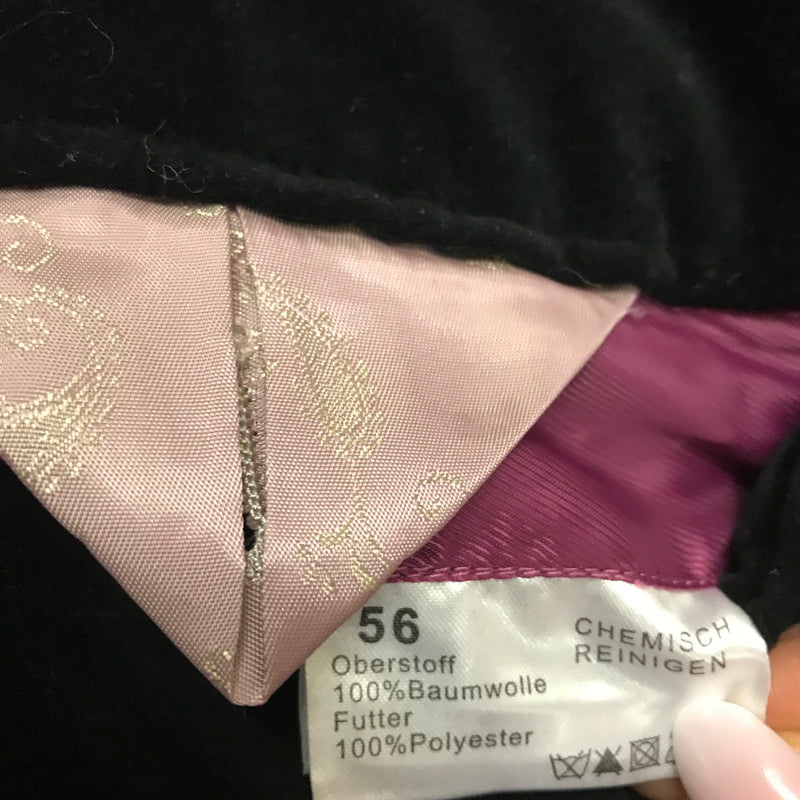 56
CHEMISCH
REINIGEN
Oberstoff
100%Baumwolle
Futter
100%Polyester